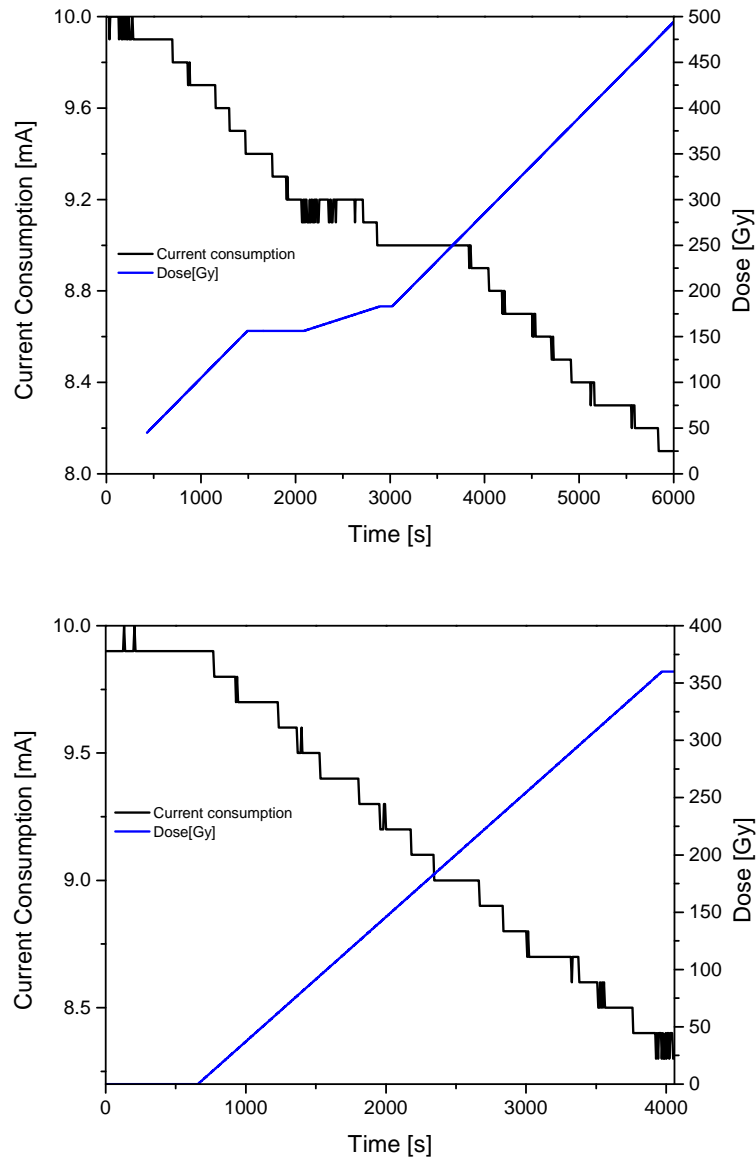 10.0
9.6
9.2
8.8
8.4
8.0
Current Consumption [mA]
Current consumption
Dose[Gy]
500
450
400
350
300
250
200
150
100
50
0
Dose [Gy]
0 1000 2000 3000 4000 5000 6000
Time [s]
10.0
9.5
9.0
8.5
Current Consumption [mA]
Current consumption
Dose[Gy]
400
350
300
250
200
150
100
50
0
Dose [Gy]
0 1000 2000 3000 4000
Time [s]